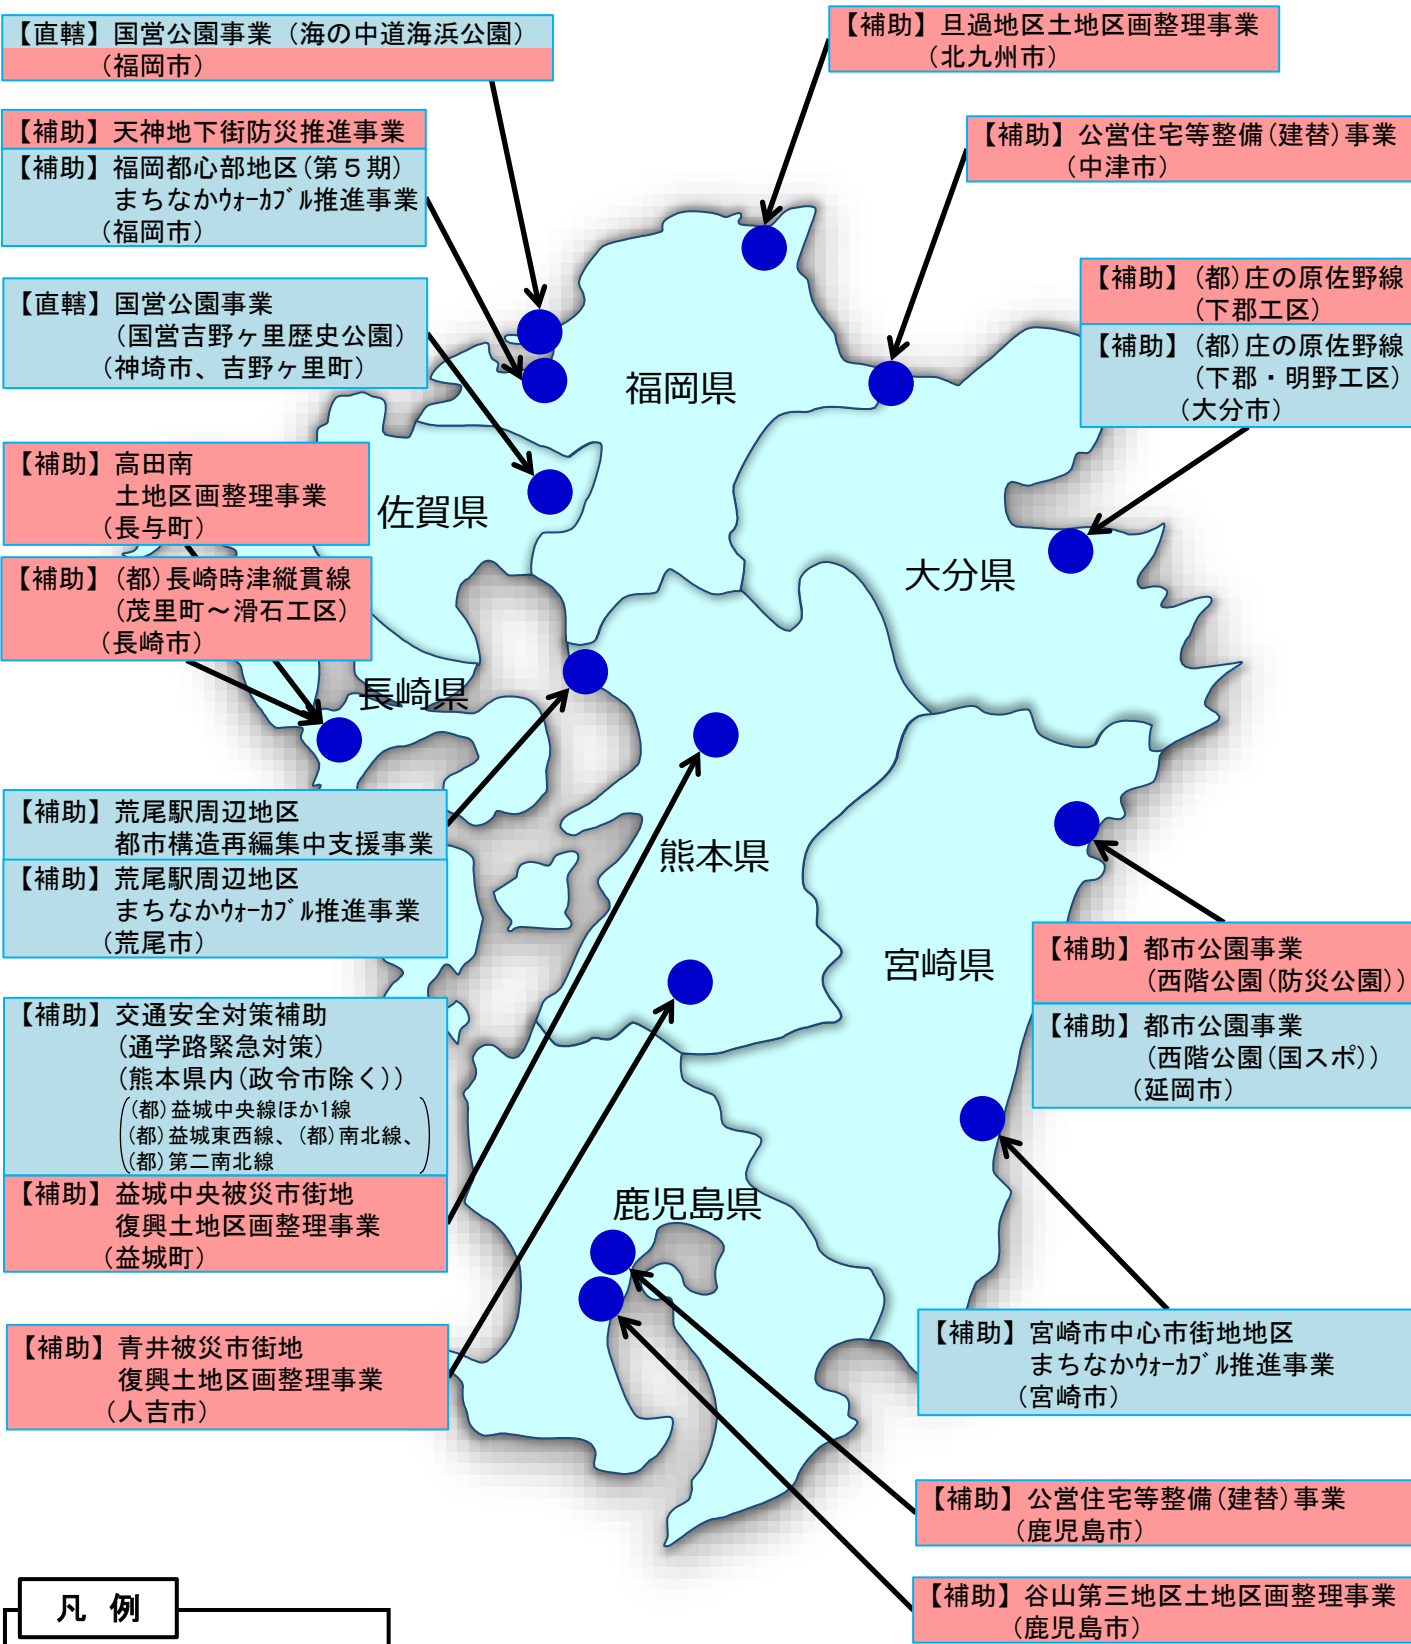 【直轄】国営公園事業（海の中道海浜公園）
（福岡市）
【補助】旦過地区土地区画整理事業
（北九州市）
【補助】天神地下街防災推進事業
【補助】福岡都心部地区(第５期)
まちなかｳｫｰｶﾌﾞﾙ推進事業
（福岡市）
【補助】公営住宅等整備(建替)事業
（中津市）
【直轄】国営公園事業
（国営吉野ヶ里歴史公園）
（神埼市、吉野ヶ里町）
【補助】(都)庄の原佐野線
（下郡工区）
【補助】(都)庄の原佐野線
（下郡・明野工区）
（大分市）
【補助】高田南
土地区画整理事業
（長与町）
【補助】(都)長崎時津縦貫線
（茂里町～滑石工区）
（長崎市）
福岡県
佐賀県
大分県
長崎県
熊本県
宮崎県
鹿児島県
【補助】荒尾駅周辺地区
都市構造再編集中支援事業
【補助】荒尾駅周辺地区
まちなかｳｫｰｶﾌﾞﾙ推進事業
（荒尾市）
【補助】都市公園事業
（西階公園(防災公園)）
【補助】都市公園事業
（西階公園(国スポ)）
（延岡市）
【補助】交通安全対策補助
（通学路緊急対策）
（熊本県内(政令市除く)）
(都)益城中央線ほか1線
(都)益城東西線、(都)南北線、
(都)第二南北線
【補助】益城中央被災市街地
復興土地区画整理事業
（益城町）
【補助】青井被災市街地
復興土地区画整理事業
（人吉市）
【補助】宮崎市中心市街地地区
まちなかｳｫｰｶﾌﾞﾙ推進事業
（宮崎市）
【補助】公営住宅等整備(建替)事業
（鹿児島市）
【補助】谷山第三地区土地区画整理事業
（鹿児島市）
凡 例